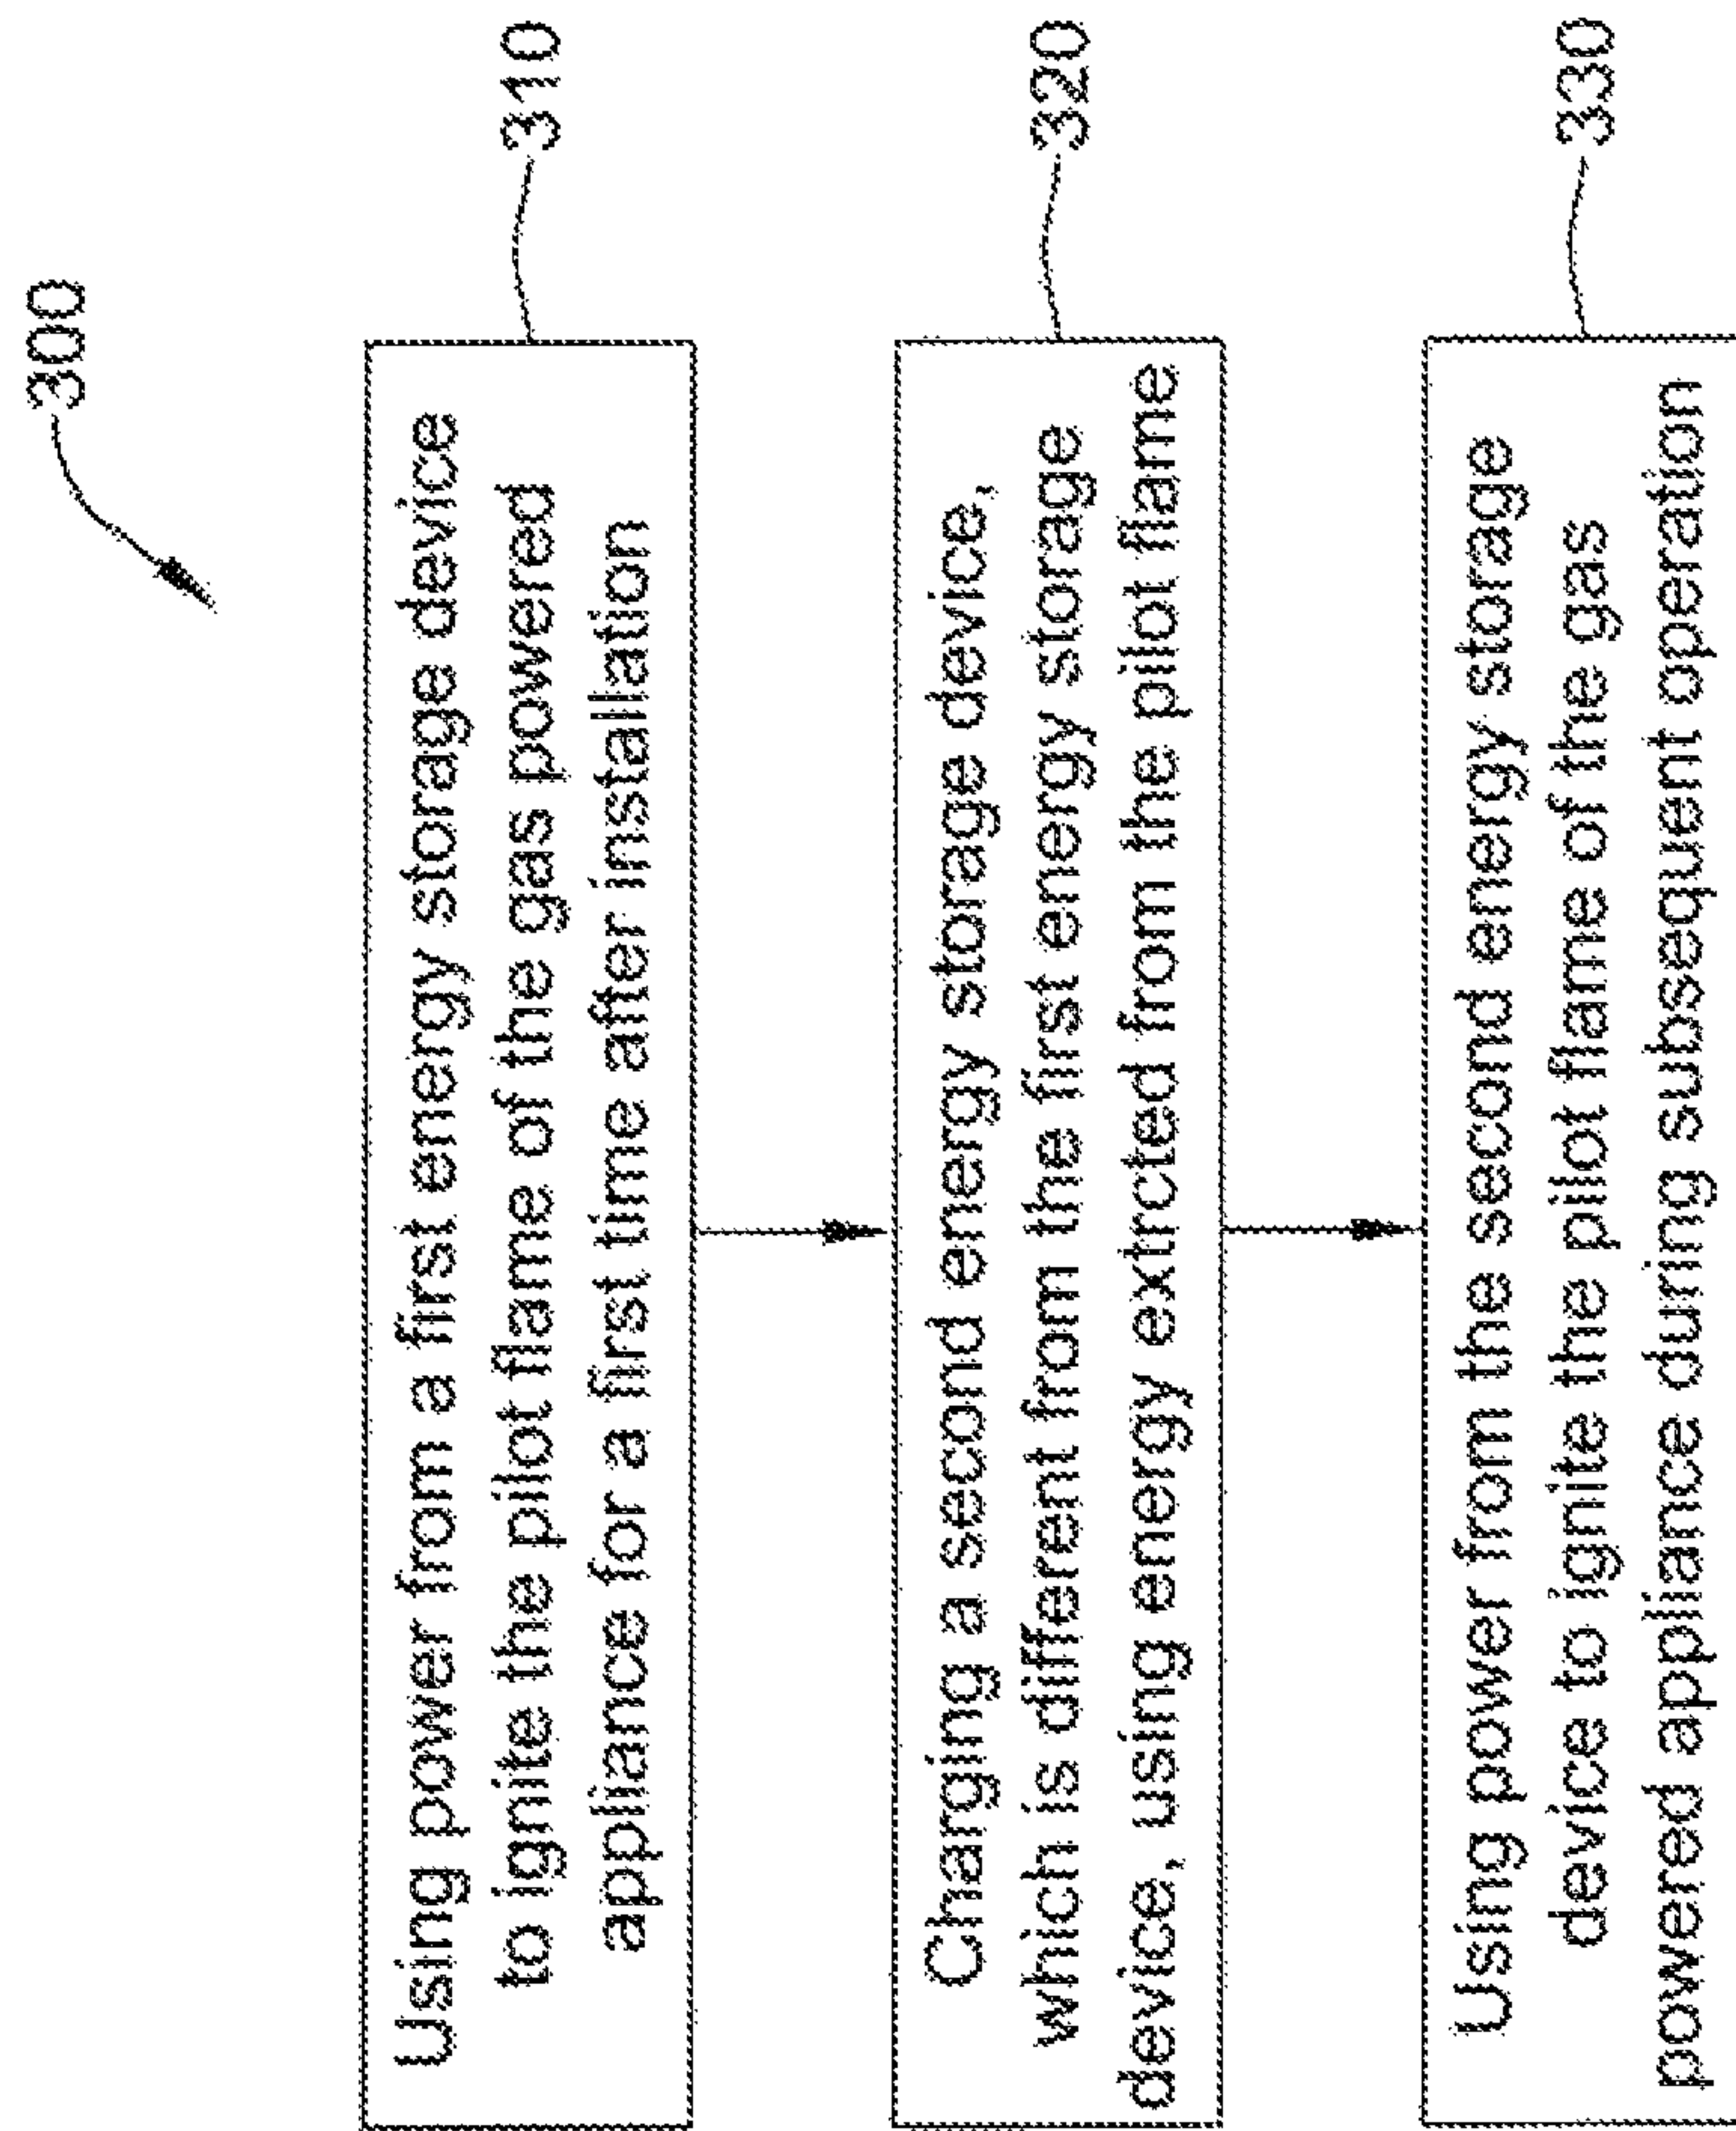 300
Using power from a first energy storage device
to ignite the pilot flame of the gas powered
appliance for a first time after installation
310
Charging a second energy storage device,
which is different from the first energy storage
device, using energy extrcted from the pilot flame
320
Using power from the second energy storage
device to ignite the pilot flame of the gas
powered appliance during subsequent operation
330